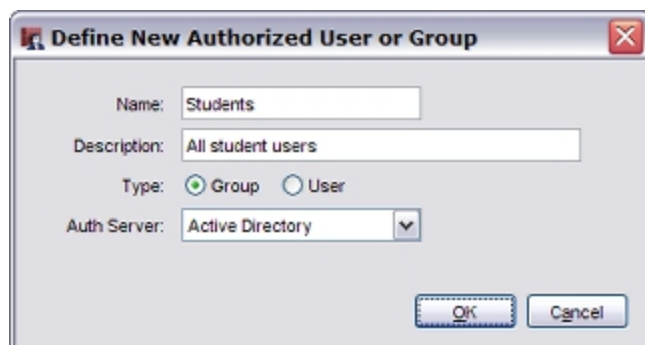 Define New Authorized User or Group
Name: Students
Description: All student users
Type: Group User
Auth Server: Active Directory
OK Cancel